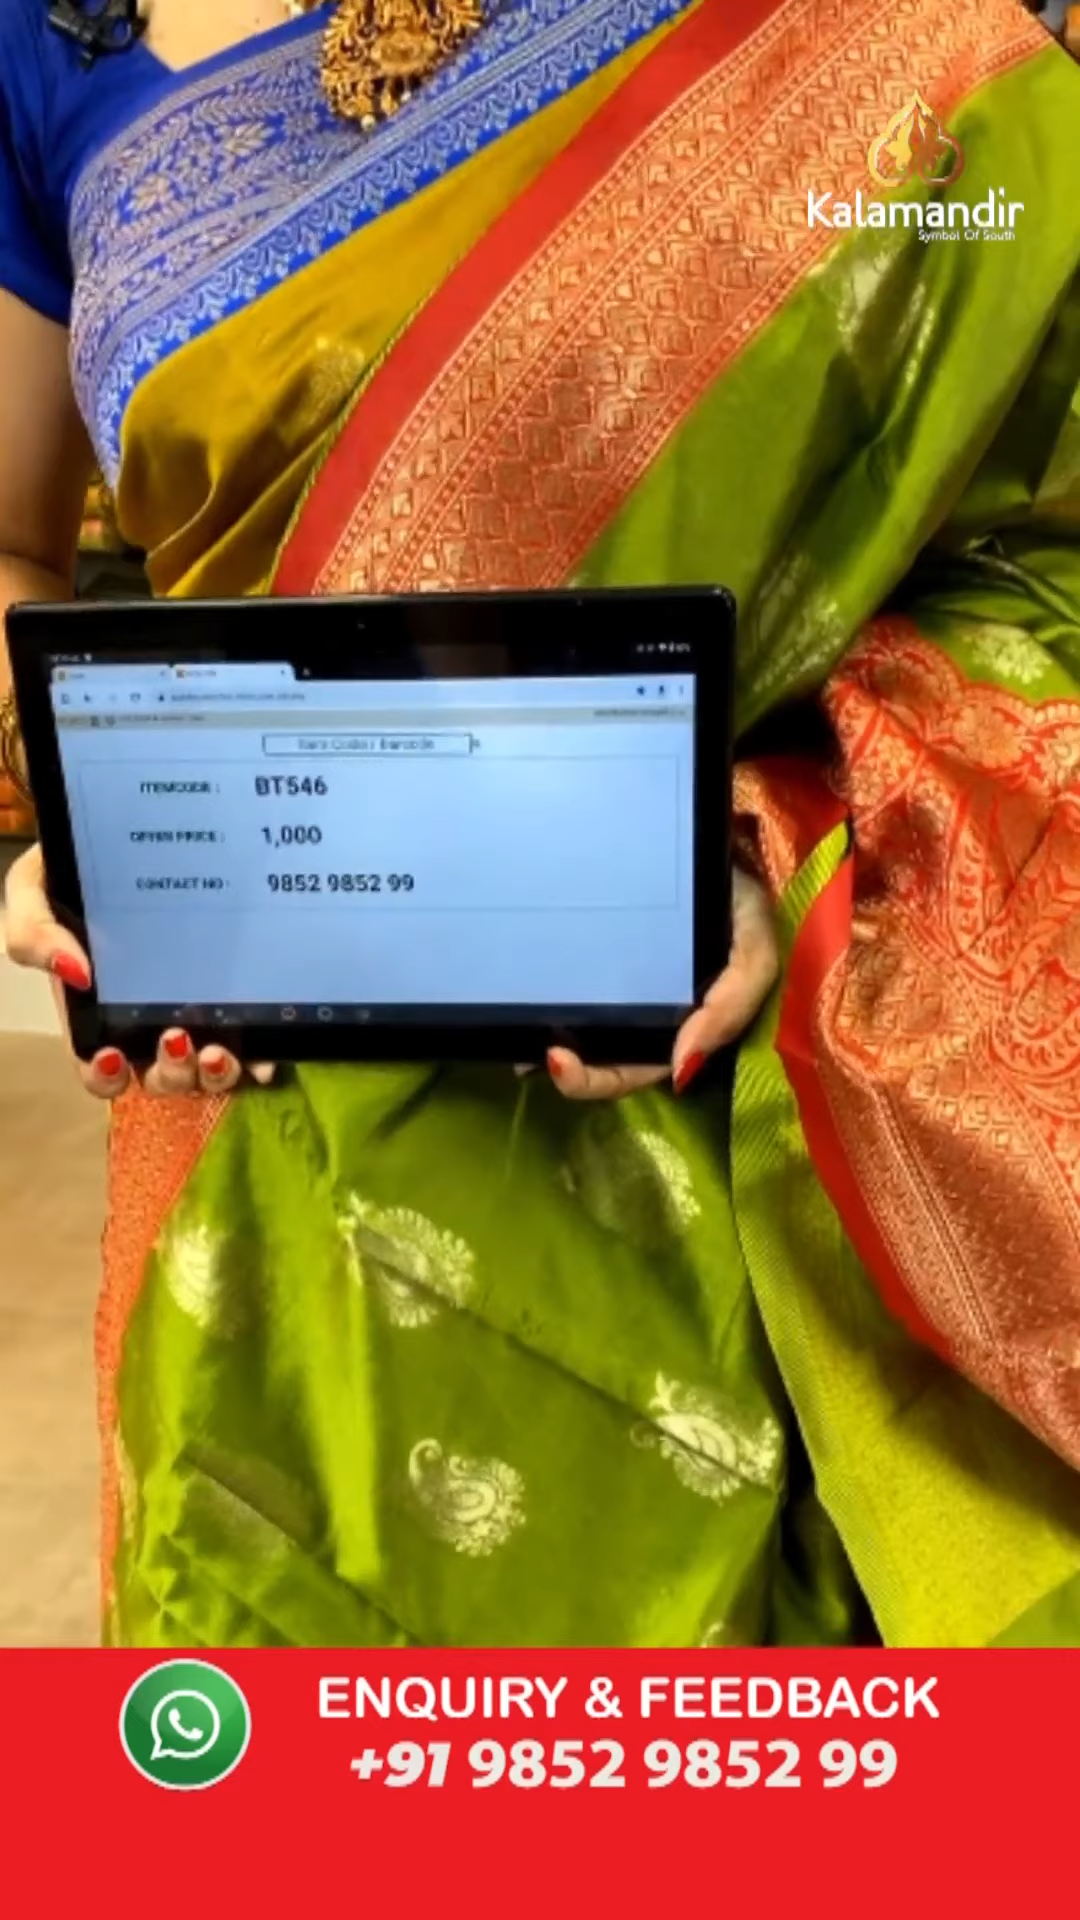 Kalamandir
Symbol Of South
ITEMCODE : BT546
OFFER PRICE : 1,000
CONTACT NO : 9852 9852 99
ENQUIRY & FEEDBACK
+91 9852 9852 99